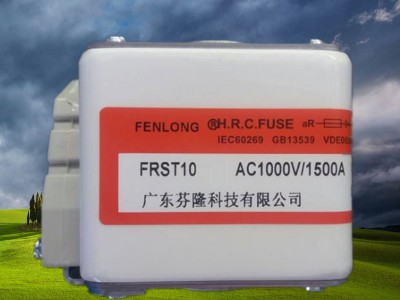 FENLONG ®H.R.C.FUSE aR
IEC60269 GB13539
FRST10 AC1000V/1500A
广东芬隆科技有限公司